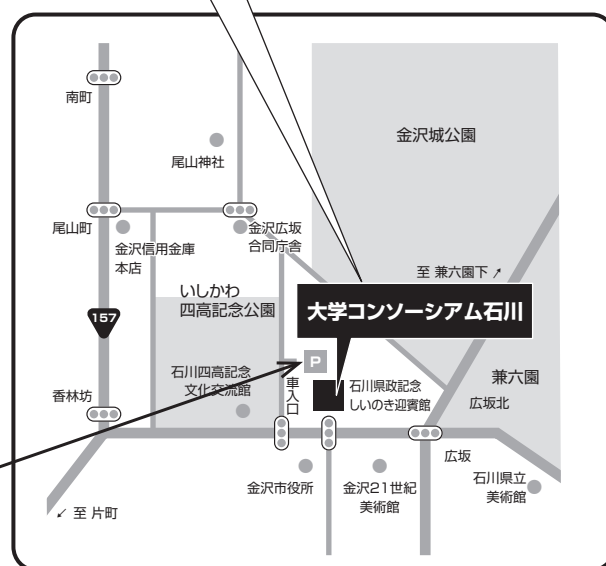 南町
金沢城公園
尾山神社
尾山町
金沢信用金庫
本店
金沢広坂
合同庁舎
至 兼六園下 ↗
いしかわ
四高記念公園
大学コンソーシアム石川
157
P
石川四高記念
文化交流館
車入口
石川県政記念
しいのき迎賓館
兼六園
広坂北
香林坊
広坂
金沢市役所
金沢21世紀
美術館
石川県立
美術館
↙ 至 片町